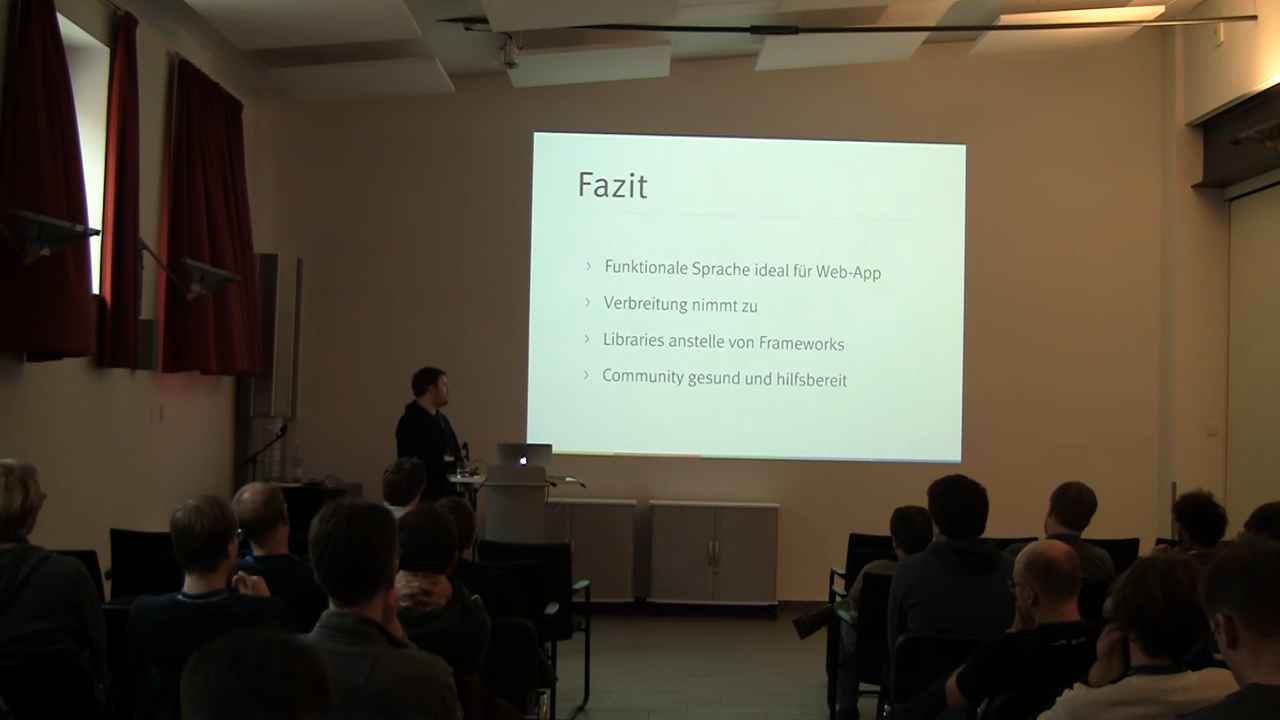 Fazit
› Funktionale Sprache ideal für Web-App
› Verbreitung nimmt zu
› Libraries anstelle von Frameworks
› Community gesund und hilfsbereit